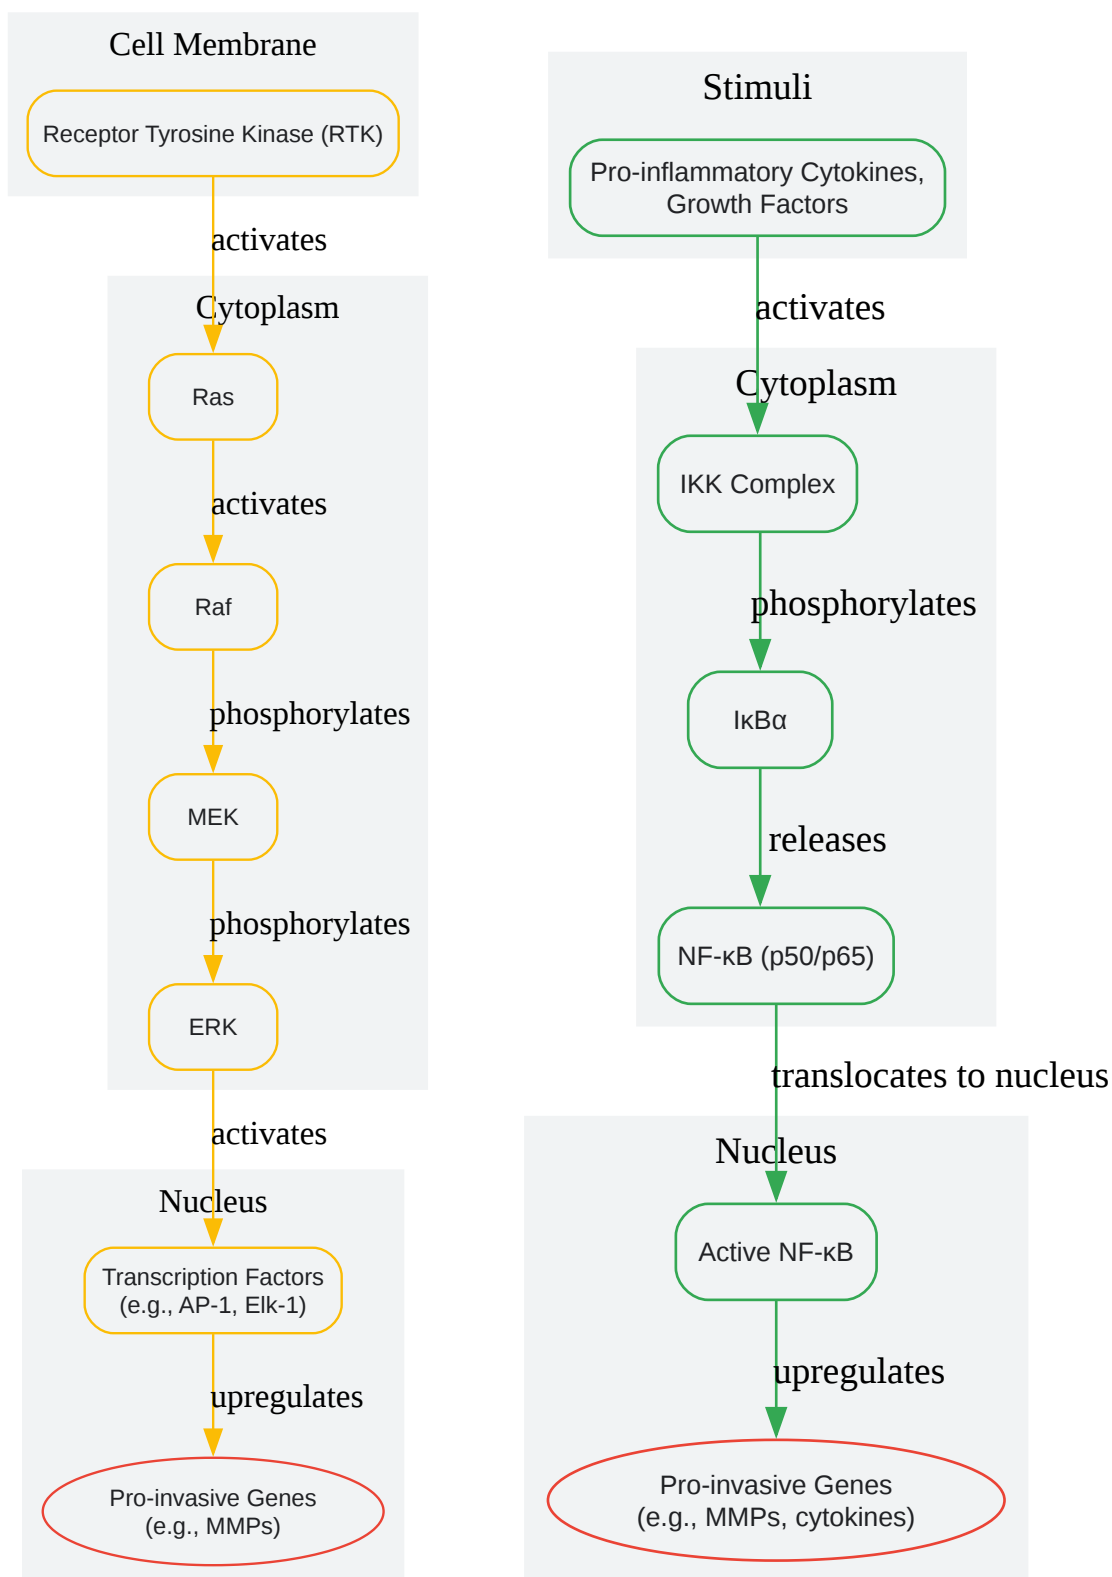 Cell Membrane
Receptor Tyrosine Kinase (RTK)
activates
Cytoplasm
Ras
activates
Raf
phosphorylates
MEK
phosphorylates
ERK
activates
Nucleus
Transcription Factors
(e.g., AP-1, Elk-1)
upregulates
Pro-invasive Genes
(e.g., MMPs)
Stimuli
Pro-inflammatory Cytokines,
Growth Factors
activates
Cytoplasm
IKK Complex
phosphorylates
IκBα
releases
NF-κB (p50/p65)
translocates to nucleus
Nucleus
Active NF-κB
upregulates
Pro-invasive Genes
(e.g., MMPs, cytokines)